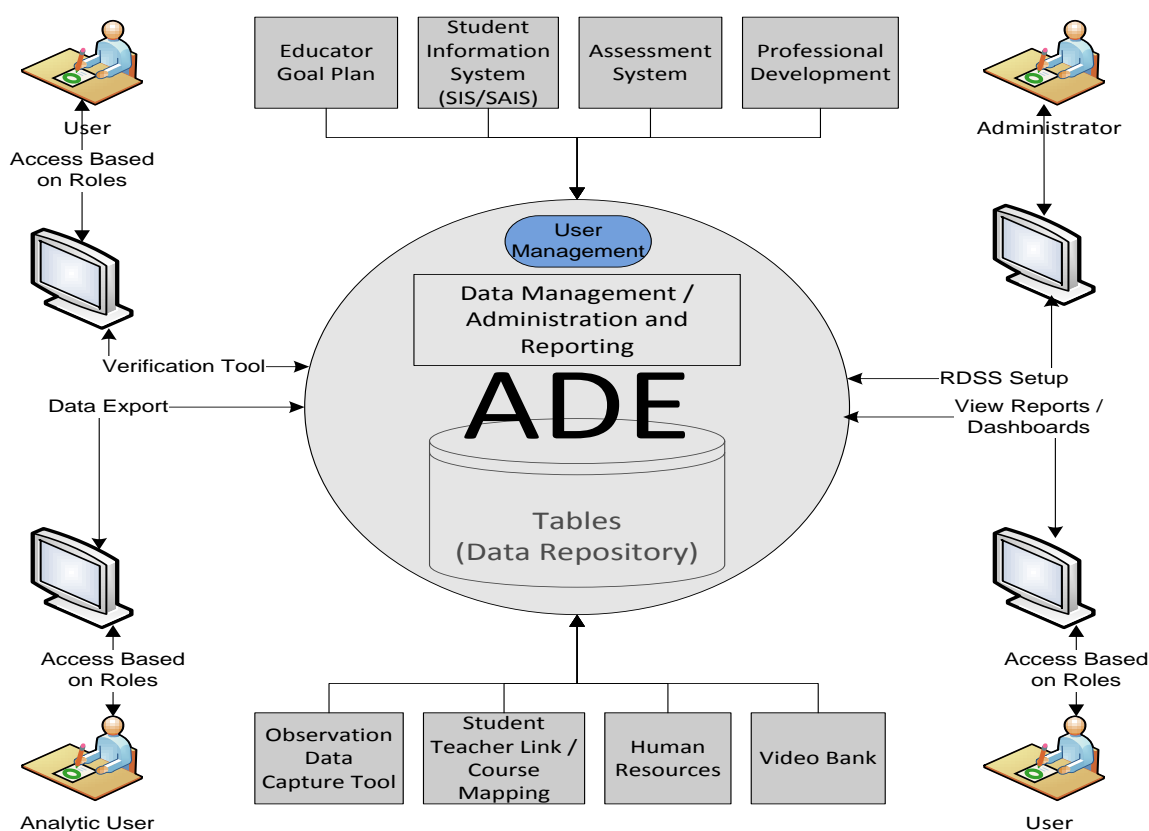 Educator
Goal Plan
Student
Information
System
(SIS/SAIS)
Assessment
System
Professional
Development
User
Access Based
on Roles
Administrator
User
Management
Data Management /
Administration and
Reporting
Verification Tool
Data Export
ADE
RDSS Setup
View Reports /
Dashboards
Tables
(Data Repository)
Access Based
on Roles
Analytic User
Observation
Data
Capture Tool
Student
Teacher Link /
Course
Mapping
Human
Resources
Video Bank
Access Based
on Roles
User